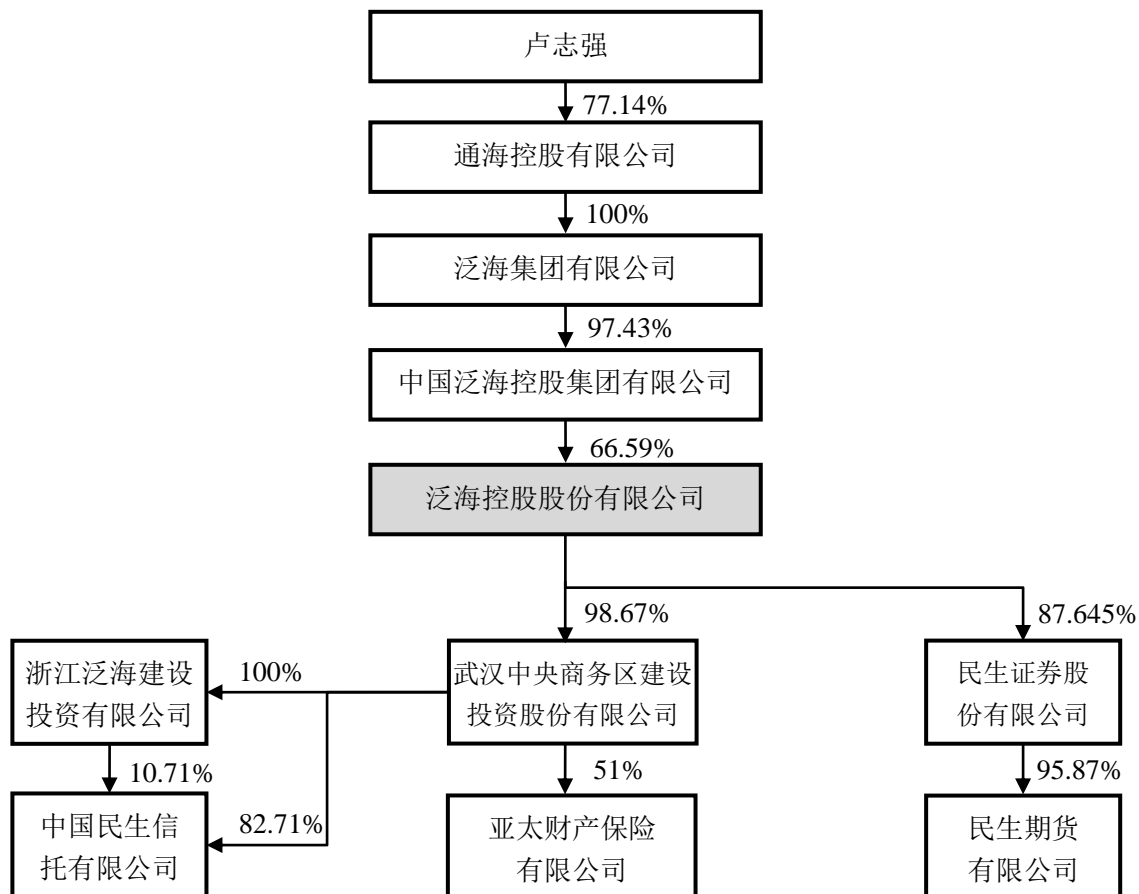 卢志强
77.14%
通海控股有限公司
100%
泛海集团有限公司
97.43%
中国泛海控股集团有限公司
66.59%
泛海控股股份有限公司
98.67%
87.645%
浙江泛海建设
投资有限公司
100%
武汉中央商务区建设
投资股份有限公司
民生证券股
份有限公司
10.71%
51%
95.87%
中国民生信
托有限公司
82.71%
亚太财产保险
有限公司
民生期货
有限公司